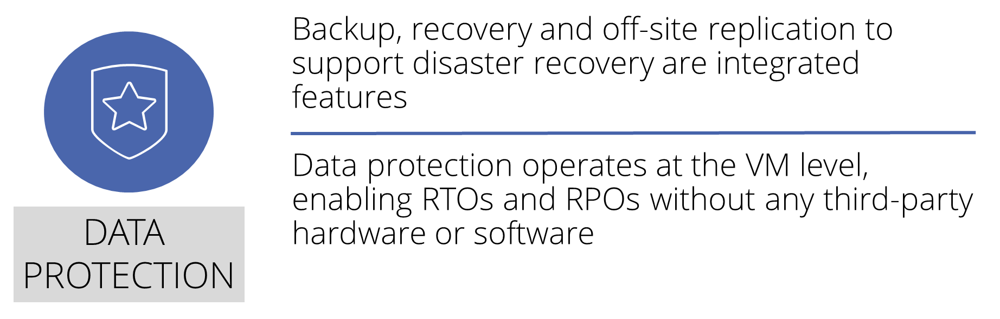 Backup, recovery and off-site replication to
support disaster recovery are integrated
features
Data protection operates at the VM level,
enabling RTOs and RPOs without any third-party
hardware or software
DATA
PROTECTION